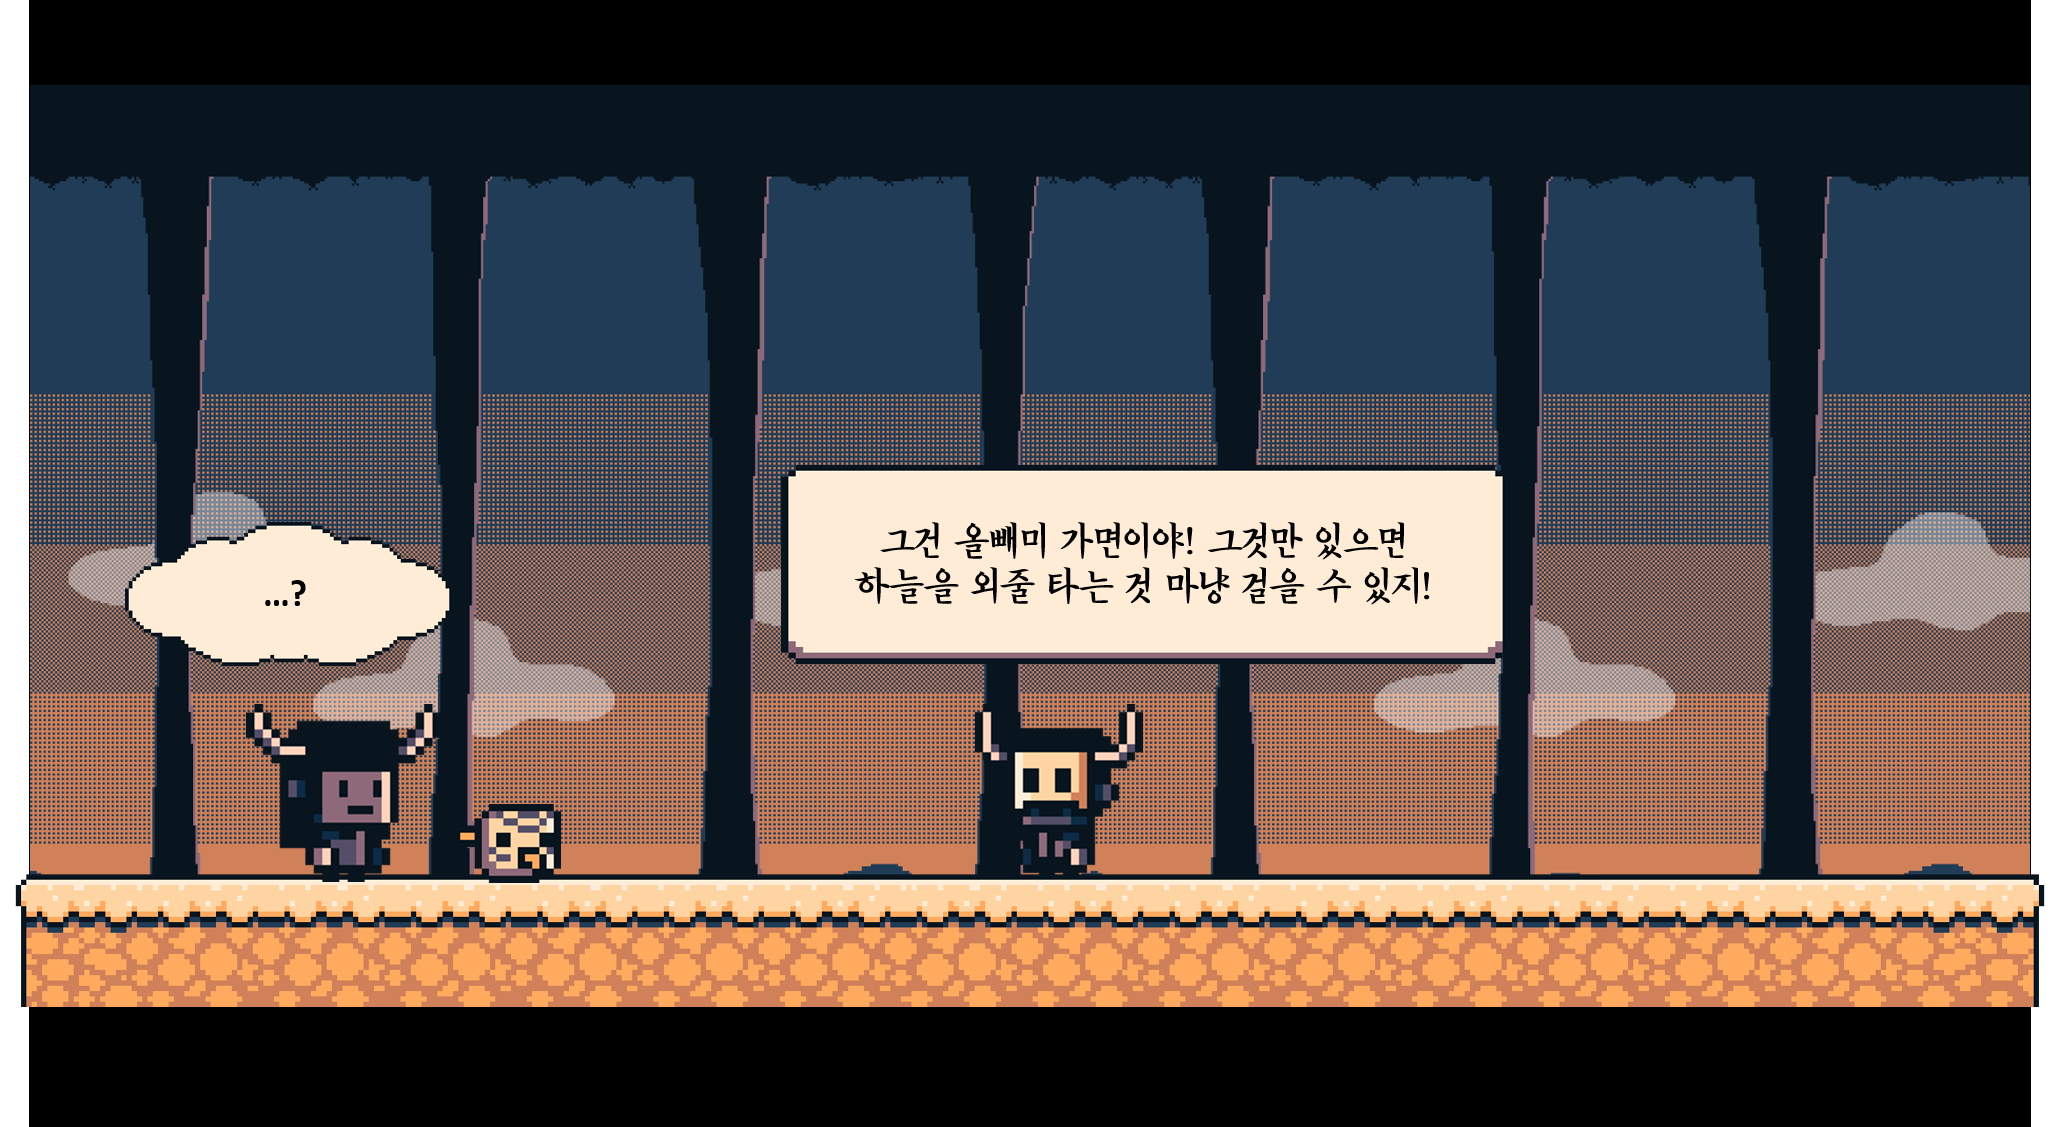 ...?
그건 올빼미 가면이야! 그것만 있으면
하늘을 외줄 타는 것 마냥 걸을 수 있지!